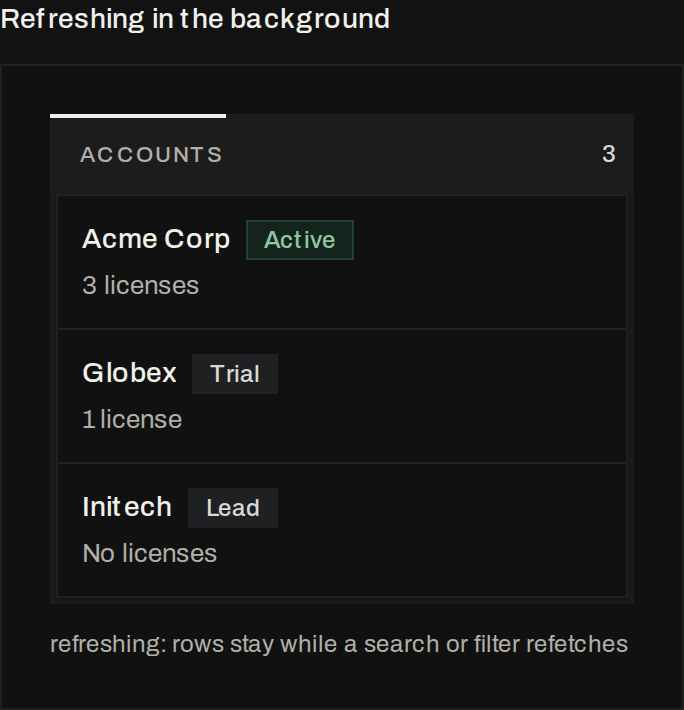 Refreshing in the background
ACCOUNTS 3
Acme Corp Active
3 licenses
Globex Trial
1 license
Initech Lead
No licenses
refreshing: rows stay while a search or filter refetches